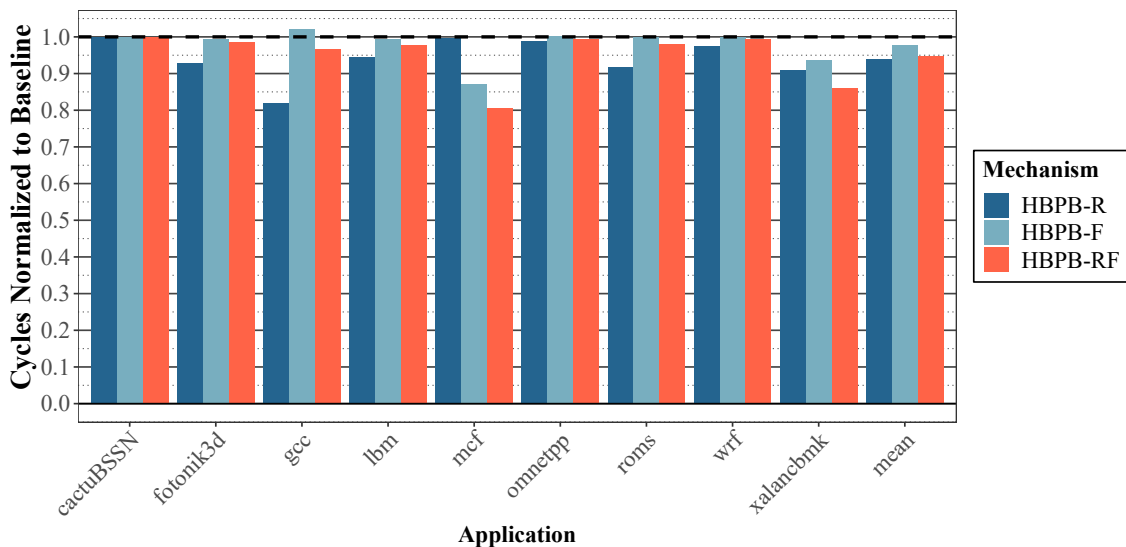 Cycles Normalized to Baseline
1.0
0.9
0.8
0.7
0.6
0.5
0.4
0.3
0.2
0.1
0.0
cactuBSSN
fotonik3d
gcc
lbm
mcf
omnetpp
roms
wrf
xalancbmk
mean
Application
Mechanism
HBPB-R
HBPB-F
HBPB-RF